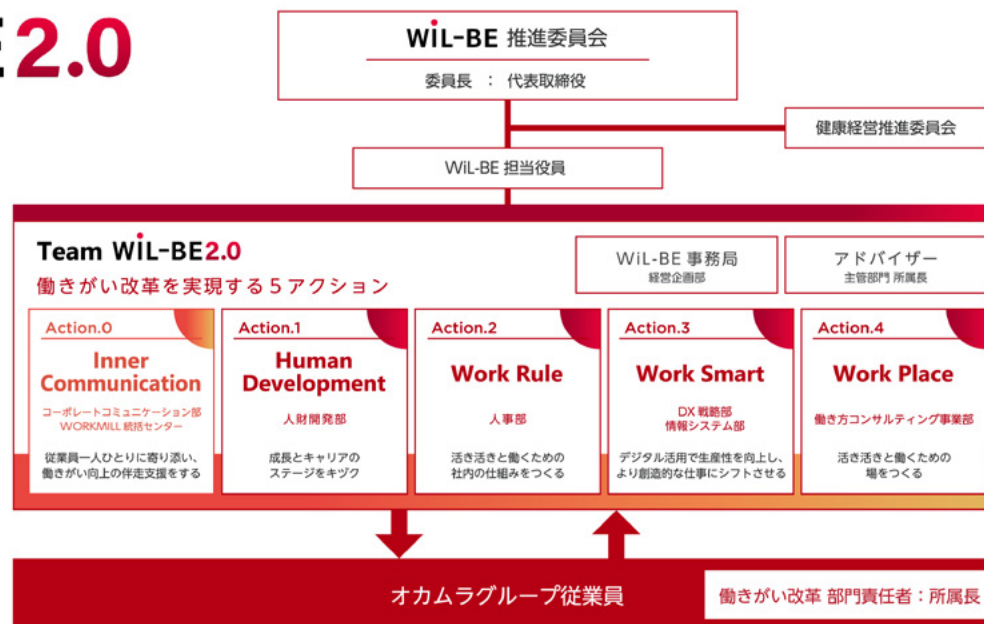 E2.0
WiL-BE 推進委員会
委員長 : 代表取締役
健康経営推進委員会
WiL-BE 担当役員
Team WiL-BE2.0
働きがい改革を実現する5アクション
WiL-BE 事務局
経営企画部
アドバイザー
主管部門 所属長
Action.0
Inner
Communication
コーポレートコミュニケーション部
WORKMILL 統括センター
従業員一人ひとりに寄り添い、
働きがい向上の伴走支援をする
Action.1
Human
Development
人財開発部
成長とキャリアの
ステージをキヅク
Action.2
Work Rule
人事部
活き活きと働くための
社内の仕組みをつくる
Action.3
Work Smart
DX 戦略部
情報システム部
デジタル活用で生産性を向上し、
より創造的な仕事にシフトさせる
Action.4
Work Place
働き方コンサルティング事業部
活き活きと働くための
場をつくる
オカムラグループ従業員
働きがい改革 部門責任者:所属長